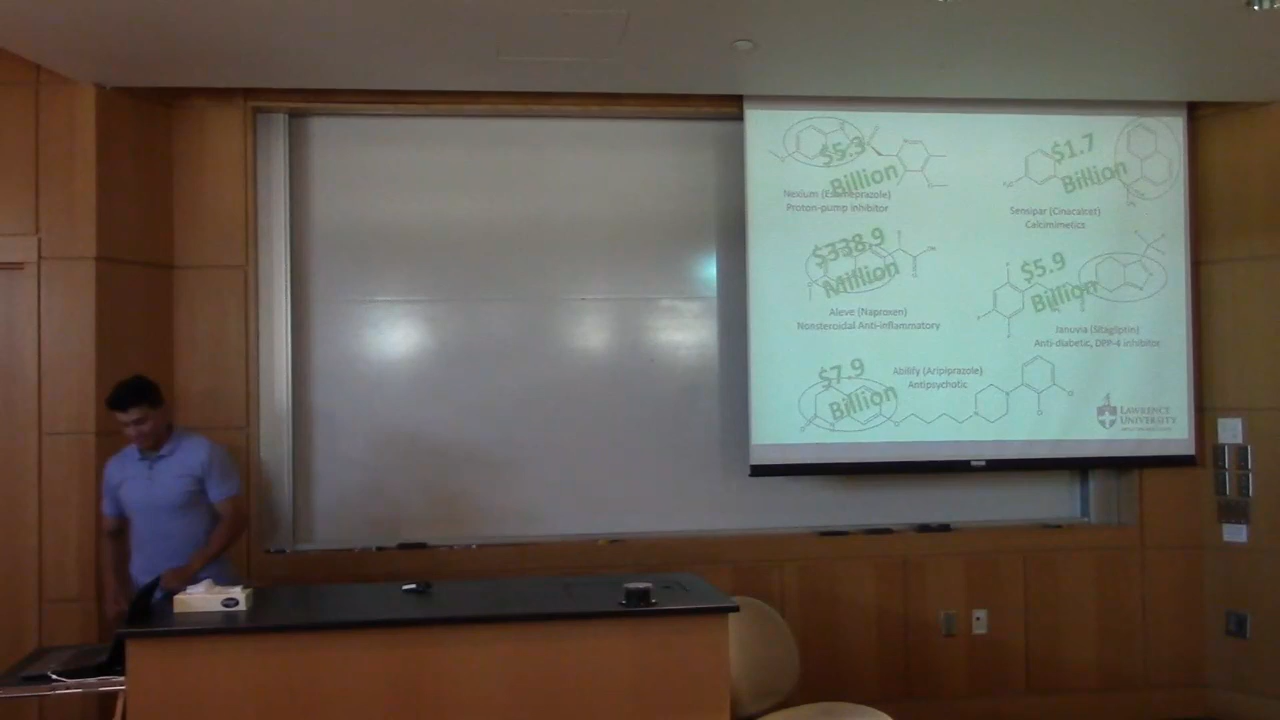 $5.3
Billion
Nexium (Esomeprazole)
Proton-pump inhibitor
$1.7
Billion
Sensipar (Cinacalcet)
Calcimimetics
$338.9
Million
Aleve (Naproxen)
Nonsteroidal Anti-inflammatory
$5.9
Billion
Januvia (Sitagliptin)
Anti-diabetic, DPP-4 inhibitor
$7.9
Billion
Abilify (Aripiprazole)
Antipsychotic
LAWRENCE
UNIVERSITY